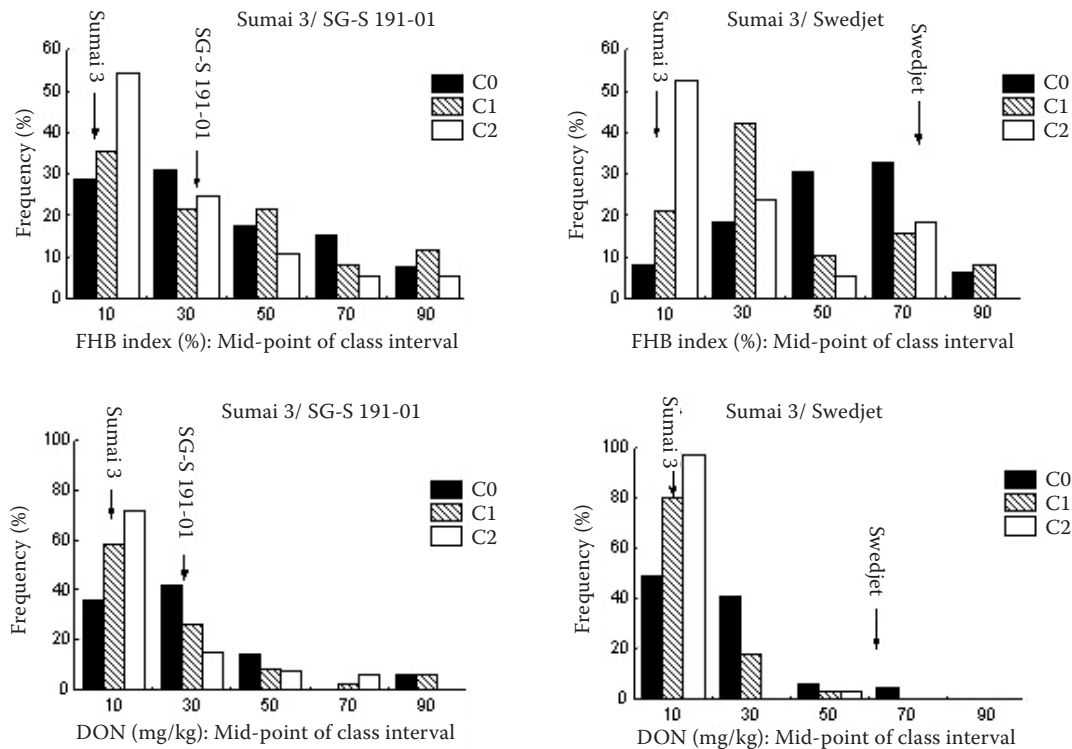 Sumai 3/ SG-S 191-01
60
50
40
30
20
10
0
Frequency (%)
Sumai 3
SG-S 191-01
C0
C1
C2
10 30 50 70 90
FHB index (%): Mid-point of class interval
Sumai 3/ Swedjet
60
50
40
30
20
10
0
Frequency (%)
Sumai 3
Swedjet
C0
C1
C2
10 30 50 70 90
FHB index (%): Mid-point of class interval
Sumai 3/ SG-S 191-01
100
80
60
40
20
0
Frequency (%)
Sumai 3
SG-S 191-01
C0
C1
C2
10 30 50 70 90
DON (mg/kg): Mid-point of class interval
Sumai 3/ Swedjet
100
80
60
40
20
0
Frequency (%)
Sumai 3
Swedjet
C0
C1
C2
10 30 50 70 90
DON (mg/kg): Mid-point of class interval